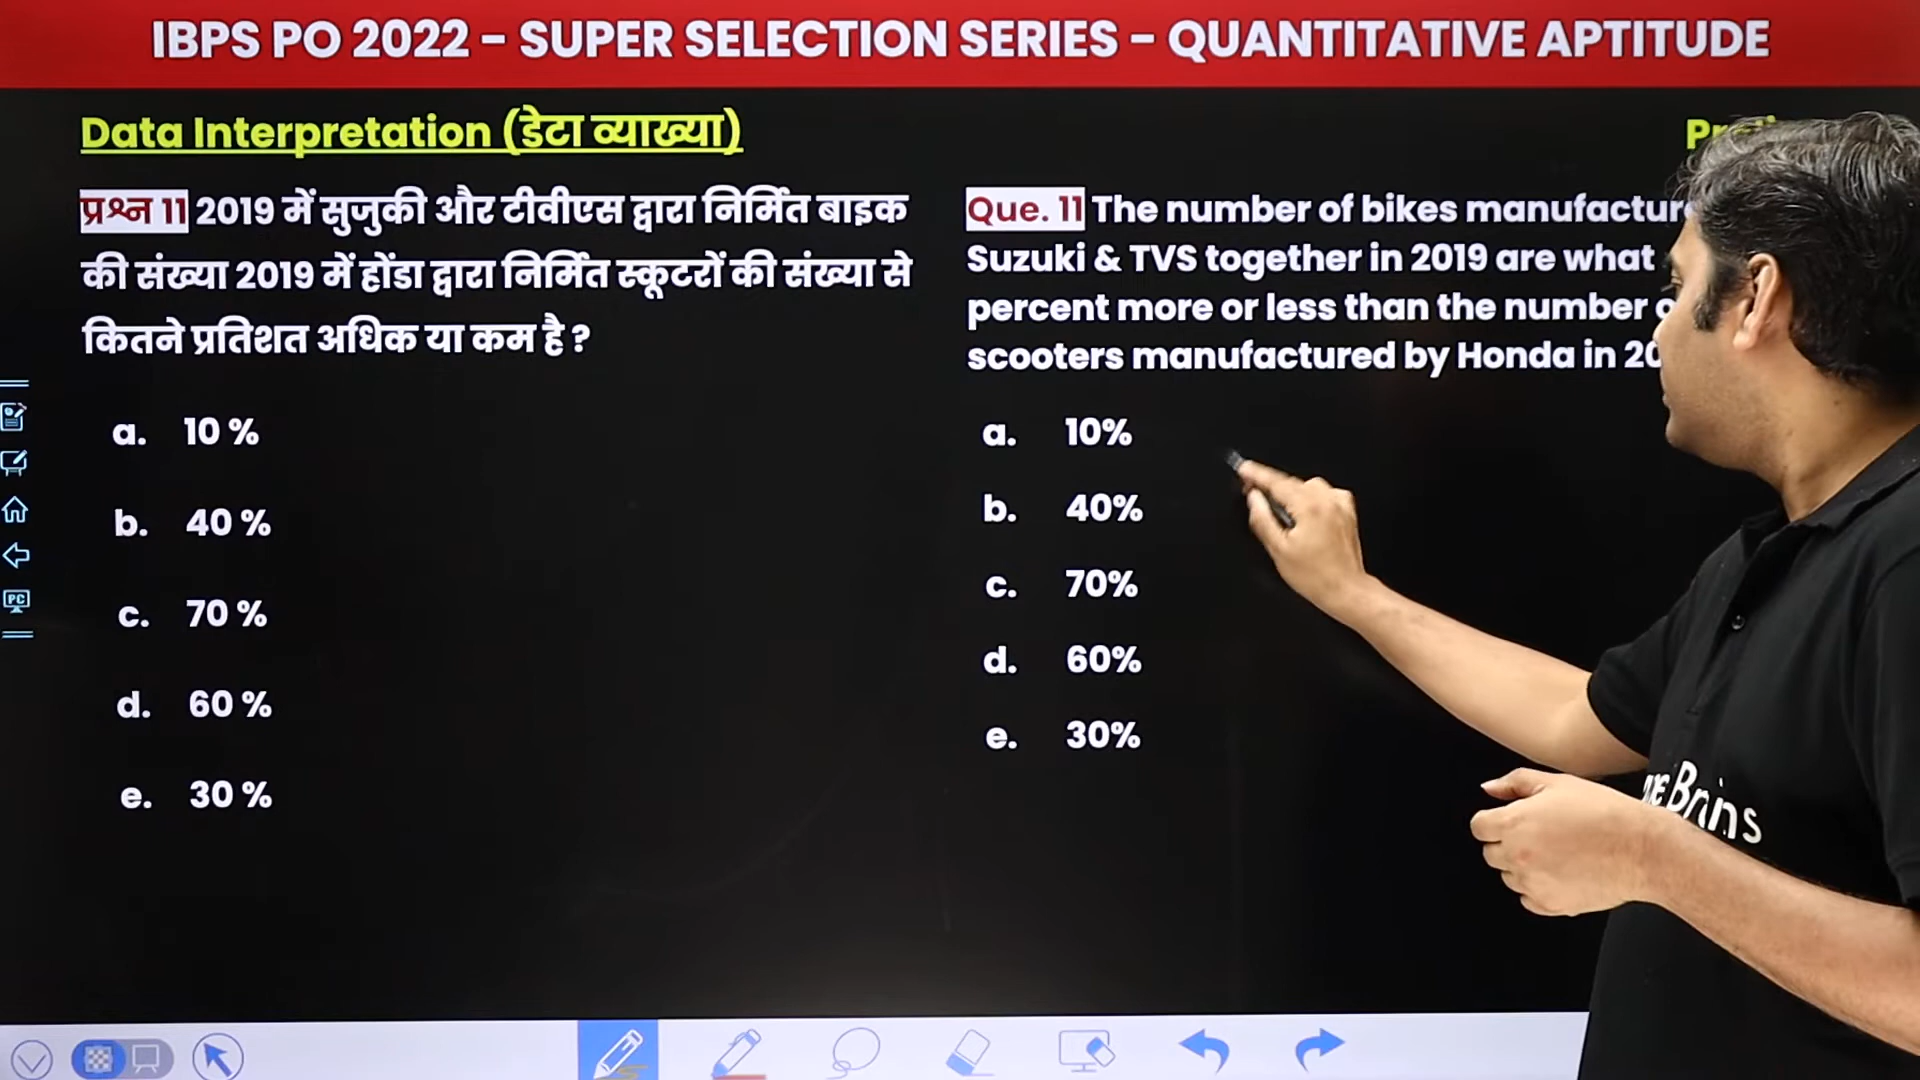 IBPS PO 2022 - SUPER SELECTION SERIES - QUANTITATIVE APTITUDE
Data Interpretation (डेटा व्याख्या)
प्रश्न 11 2019 में सुजुकी और टीवीएस द्वारा निर्मित बाइक
की संख्या 2019 में होंडा द्वारा निर्मित स्कूटरों की संख्या से
कितने प्रतिशत अधिक या कम है ?
a. 10 %
b. 40 %
c. 70 %
d. 60 %
e. 30 %
Que. 11 The number of bikes
Suzuki & TVS together in 2019 are what
percent more or less than the number
scooters manufactured by Honda in
a. 10%
b. 40%
c. 70%
d. 60%
e. 30%
PC